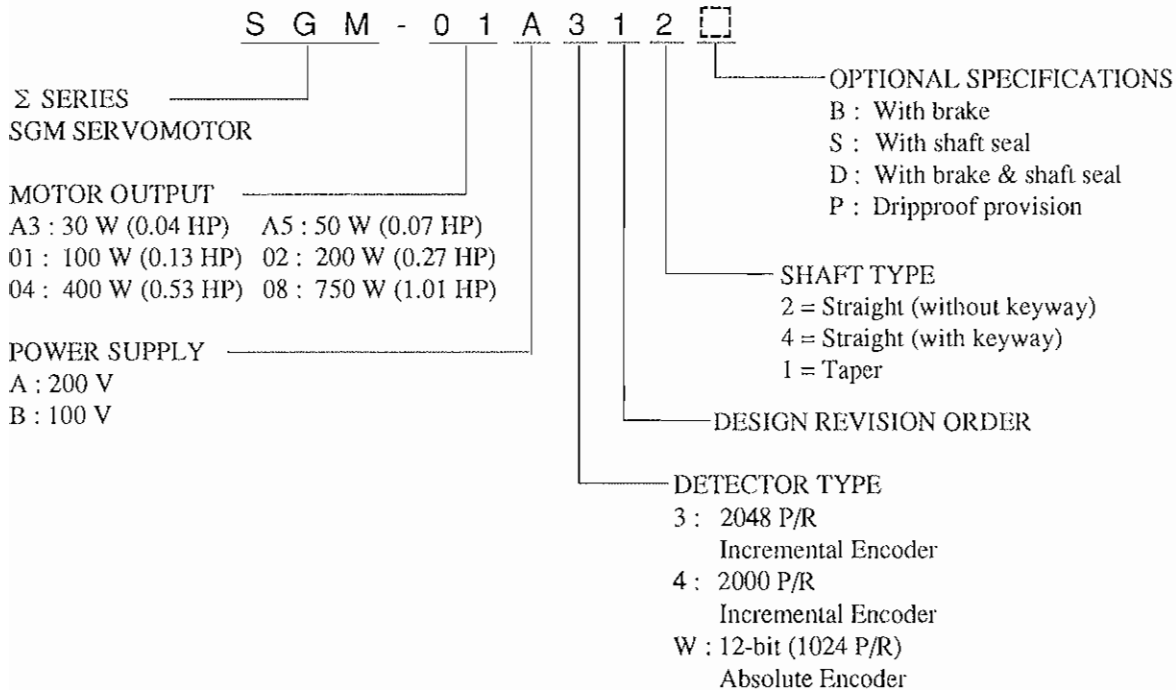 S G M - 0 1 A 3 1 2
Σ SERIES
SGM SERVOMOTOR
MOTOR OUTPUT
A3 : 30 W (0.04 HP) A5 : 50 W (0.07 HP)
01 : 100 W (0.13 HP) 02 : 200 W (0.27 HP)
04 : 400 W (0.53 HP) 08 : 750 W (1.01 HP)
POWER SUPPLY
A : 200 V
B : 100 V
OPTIONAL SPECIFICATIONS
B : With brake
S : With shaft seal
D : With brake & shaft seal
P : Dripproof provision
SHAFT TYPE
2 = Straight (without keyway)
4 = Straight (with keyway)
1 = Taper
DESIGN REVISION ORDER
DETECTOR TYPE
3 : 2048 P/R
Incremental Encoder
4 : 2000 P/R
Incremental Encoder
W : 12-bit (1024 P/R)
Absolute Encoder